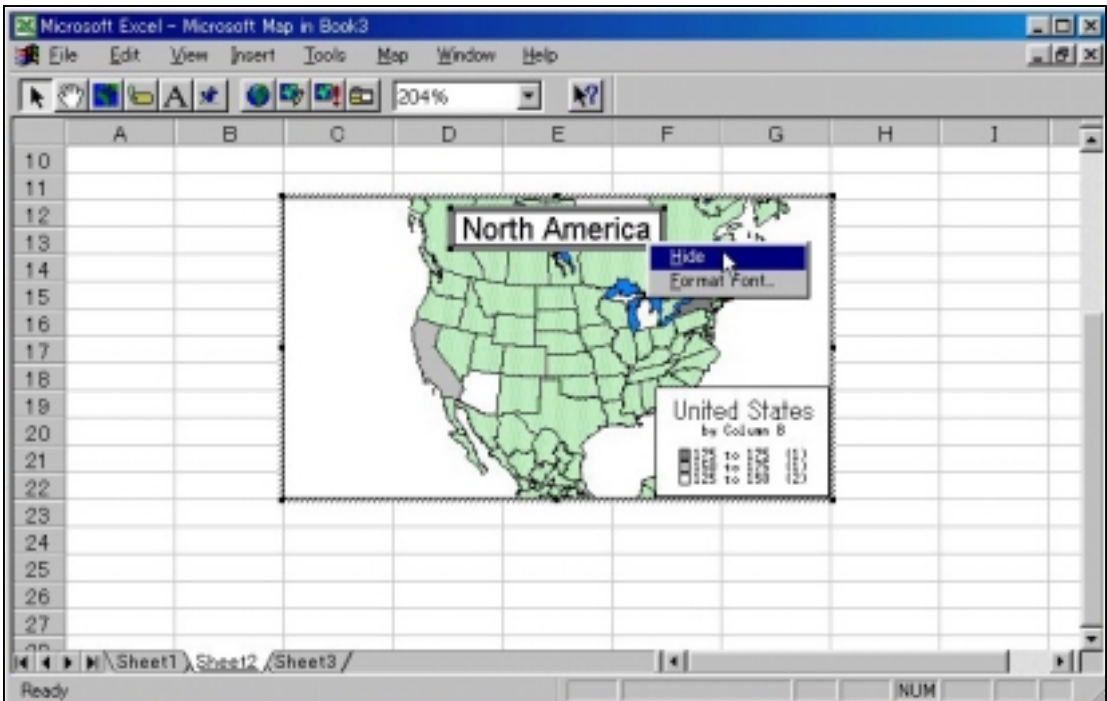 Microsoft Excel - Microsoft Map in Book3
File Edit View Insert Tools Map Window Help
A 204%
A B C D E F G H I
10
11
12
North America
13
Hide
14
Format Font...
15
16
17
18
19
United States
20
by Column B
21
22
23
24
25
26
27
Sheet1 Sheet2 Sheet3
Ready NUM